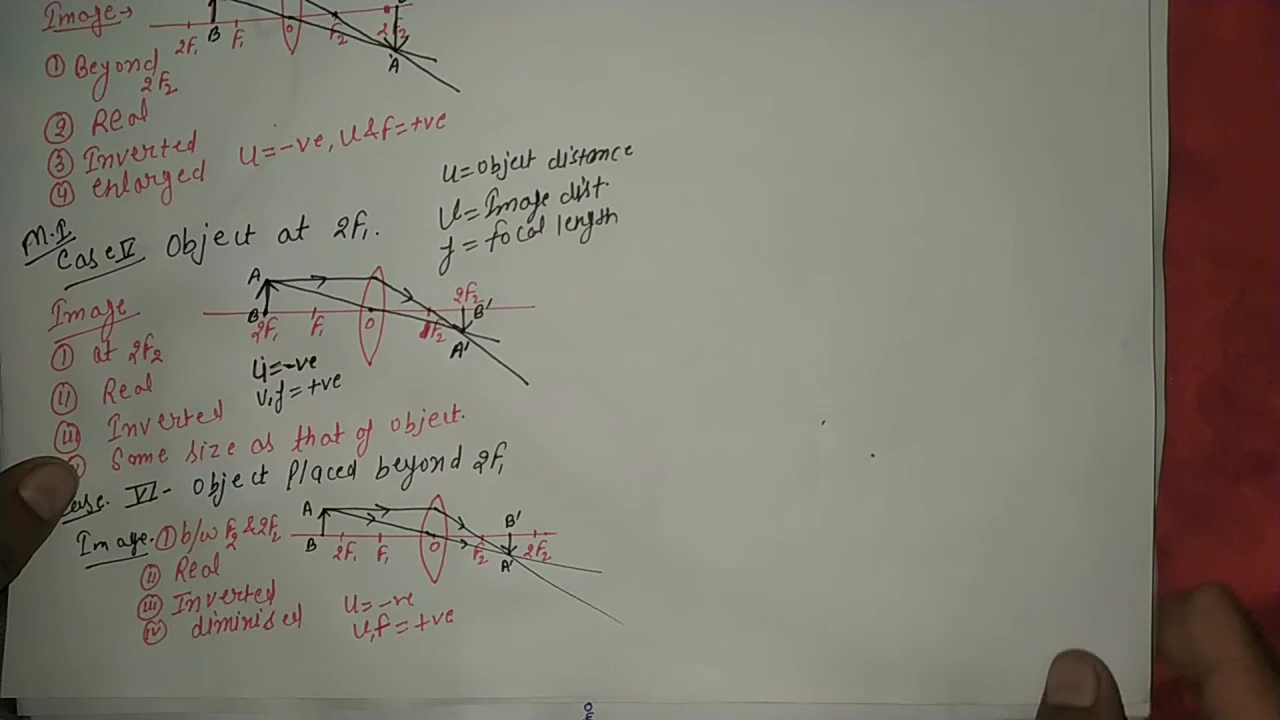 Image→
2F₁ B F₁ O F₂ 2F₂
A
① Beyond
2F₂
② Real
③ Inverted
④ enlarged
u=-ve, v&f=+ve
u=object distance
v=Image dist.
f=focal length
M.I
Case V Object at 2F₁.
A
2F₂
B 2F₁ F₁ O F₂ B'
A'
Image
① at 2F₂
② Real
③ Inverted
Same size as that of object.
u=-ve
v,f=+ve
Case. VI- Object Placed beyond 2F₁
A B'
B 2F₁ F₁ O F₂ A' 2F₂
Image. ① b/w F₂ & 2F₂
(ii) Real
(iii) Inverted
(iv) diminised
u=-ve
v,f=+ve